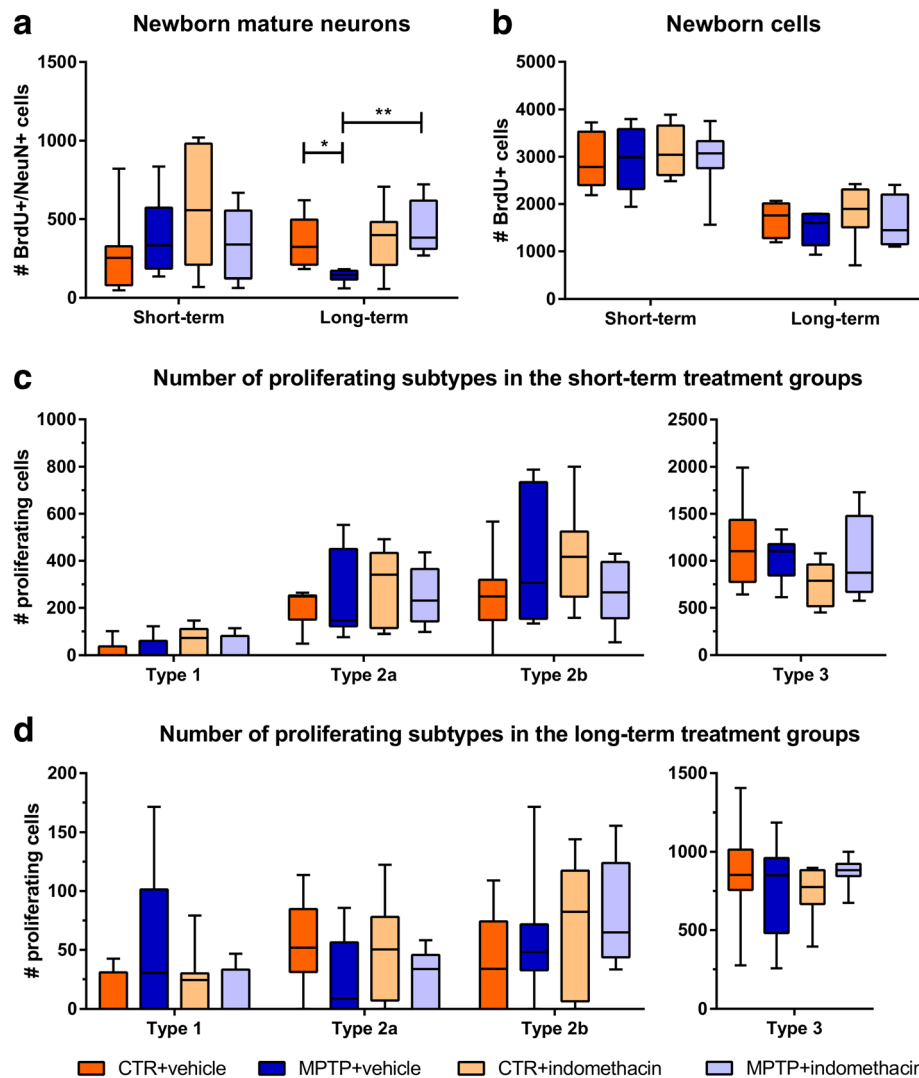 a Newborn mature neurons
b Newborn cells
# BrdU+/NeuN+ cells
1500
1000
500
0
* **
Short-term Long-term
# BrdU+ cells
5000
4000
3000
2000
1000
0
Short-term Long-term
c Number of proliferating subtypes in the short-term treatment groups
# proliferating cells
1000
800
600
400
200
0
Type 1 Type 2a Type 2b
2500
2000
1500
1000
500
0
Type 3
d Number of proliferating subtypes in the long-term treatment groups
# proliferating cells
200
150
100
50
0
Type 1 Type 2a Type 2b
1500
1000
500
0
Type 3
CTR+vehicle MPTP+vehicle CTR+indomethacin MPTP+indomethacin